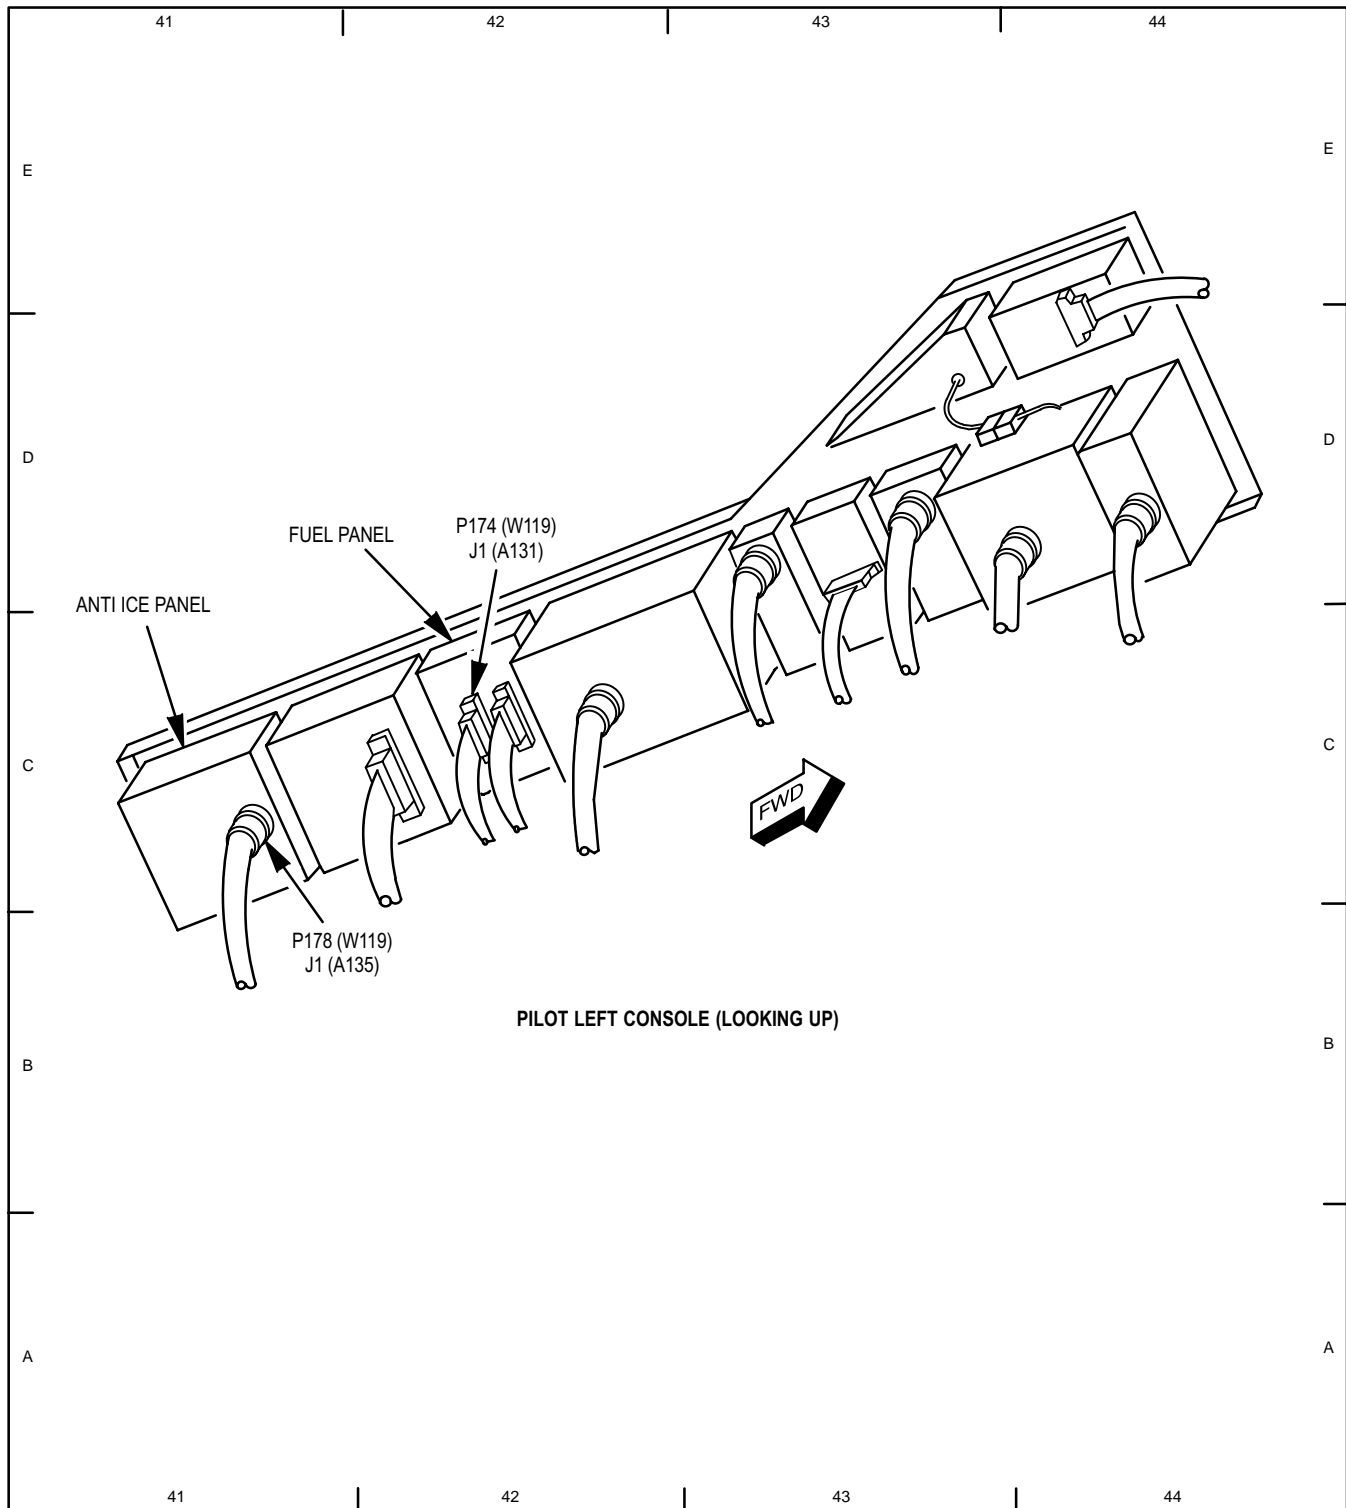 41 42 43 44
E E
D D
FUEL PANEL
P174 (W119)
J1 (A131)
ANTI ICE PANEL
C C
FWD
P178 (W119)
J1 (A135)
PILOT LEFT CONSOLE (LOOKING UP)
B B
A A
41 42 43 44